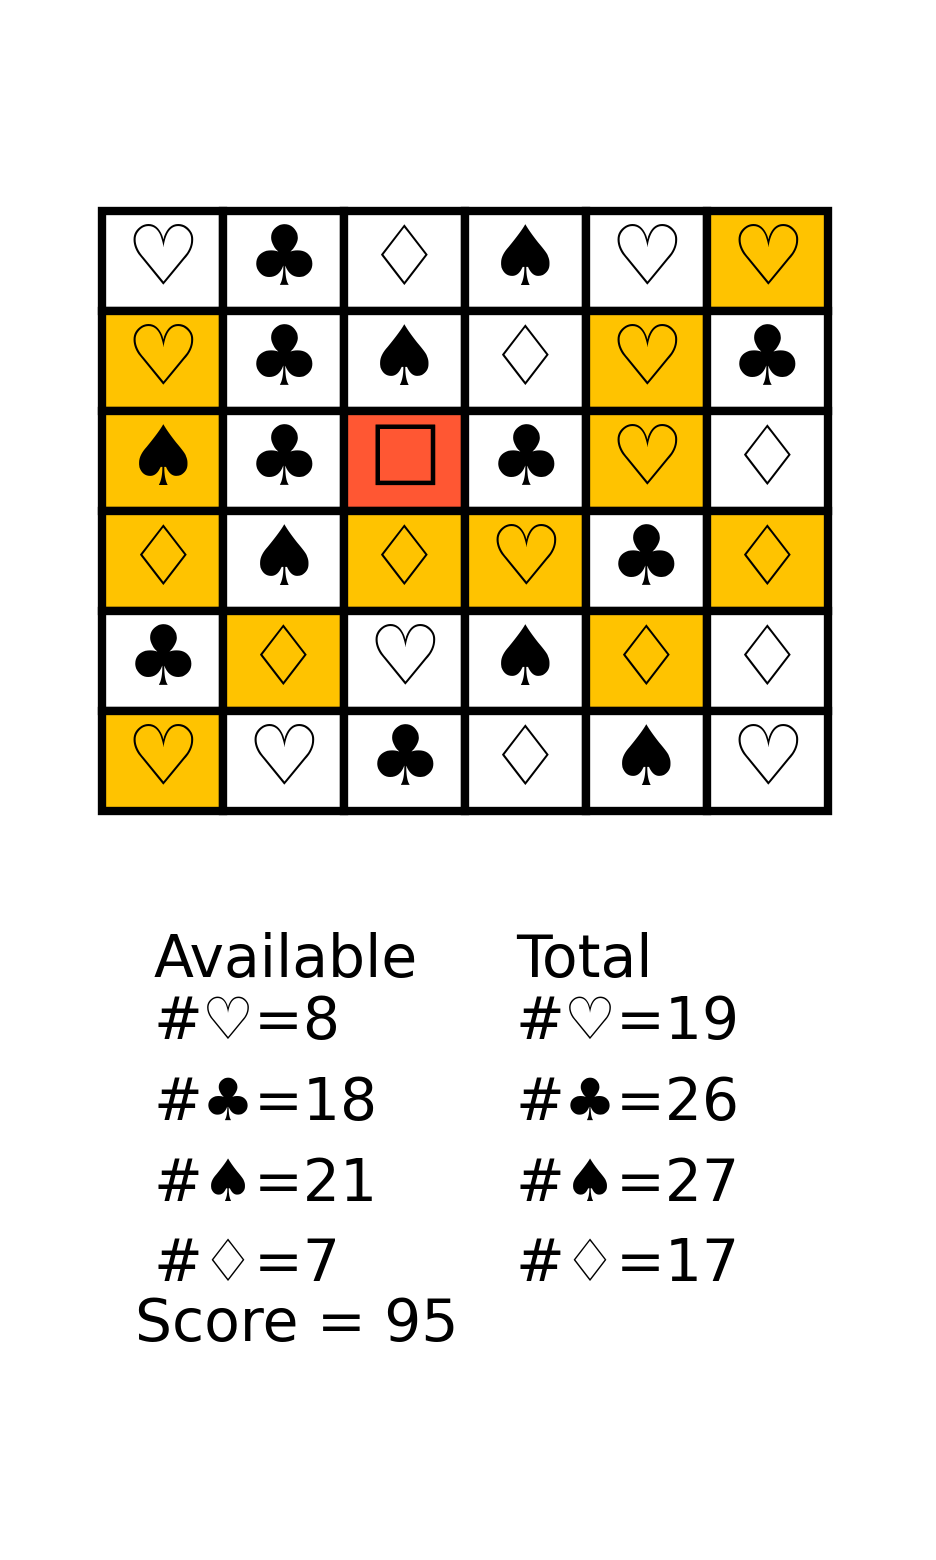 ♡ ♣ ♢ ♠ ♡ ♡
♡ ♣ ♠ ♢ ♡ ♣
♠ ♣ □ ♣ ♡ ♢
♢ ♠ ♢ ♡ ♣ ♢
♣ ♢ ♡ ♠ ♢ ♢
♡ ♡ ♣ ♢ ♠ ♡
Available Total
#♡=8 #♡=19
#♣=18 #♣=26
#♠=21 #♠=27
#♢=7 #♢=17
Score = 95